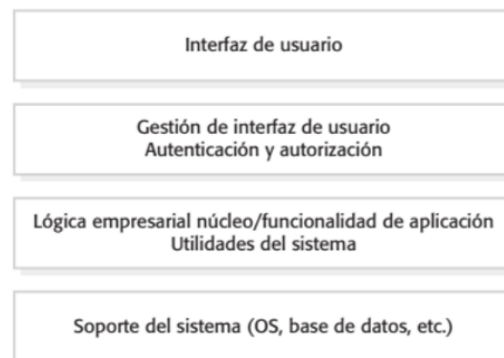 Interfaz de usuario
Gestión de interfaz de usuario
Autenticación y autorización
Lógica empresarial núcleo/funcionalidad de aplicación
Utilidades del sistema
Soporte del sistema (OS, base de datos, etc.)